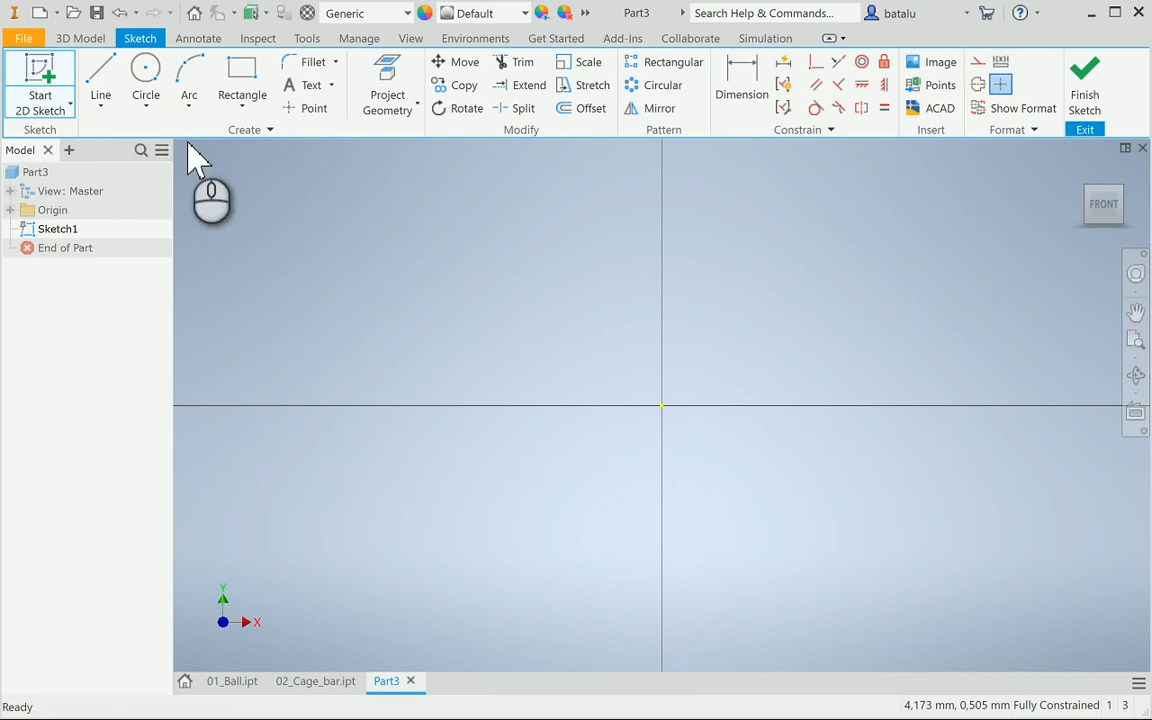 Generic
Default
Part3
Search Help & Commands...
batalu
File 3D Model Sketch Annotate Inspect Tools Manage View Environments Get Started Add-Ins Collaborate Simulation
Start
2D Sketch
Line
Circle
Arc
Rectangle
Fillet
Text
Point
Project
Geometry
Move
Copy
Rotate
Trim
Extend
Split
Scale
Stretch
Offset
Rectangular
Circular
Mirror
Dimension
Image
Points
ACAD
Show Format
Finish
Sketch
Sketch Create Modify Pattern Constrain Insert Format Exit
Model
Part3
View: Master
Origin
Sketch1
End of Part
FRONT
Y
X
01_Ball.ipt 02_Cage_bar.ipt Part3
Ready
4,173 mm, 0,505 mm Fully Constrained 1 3